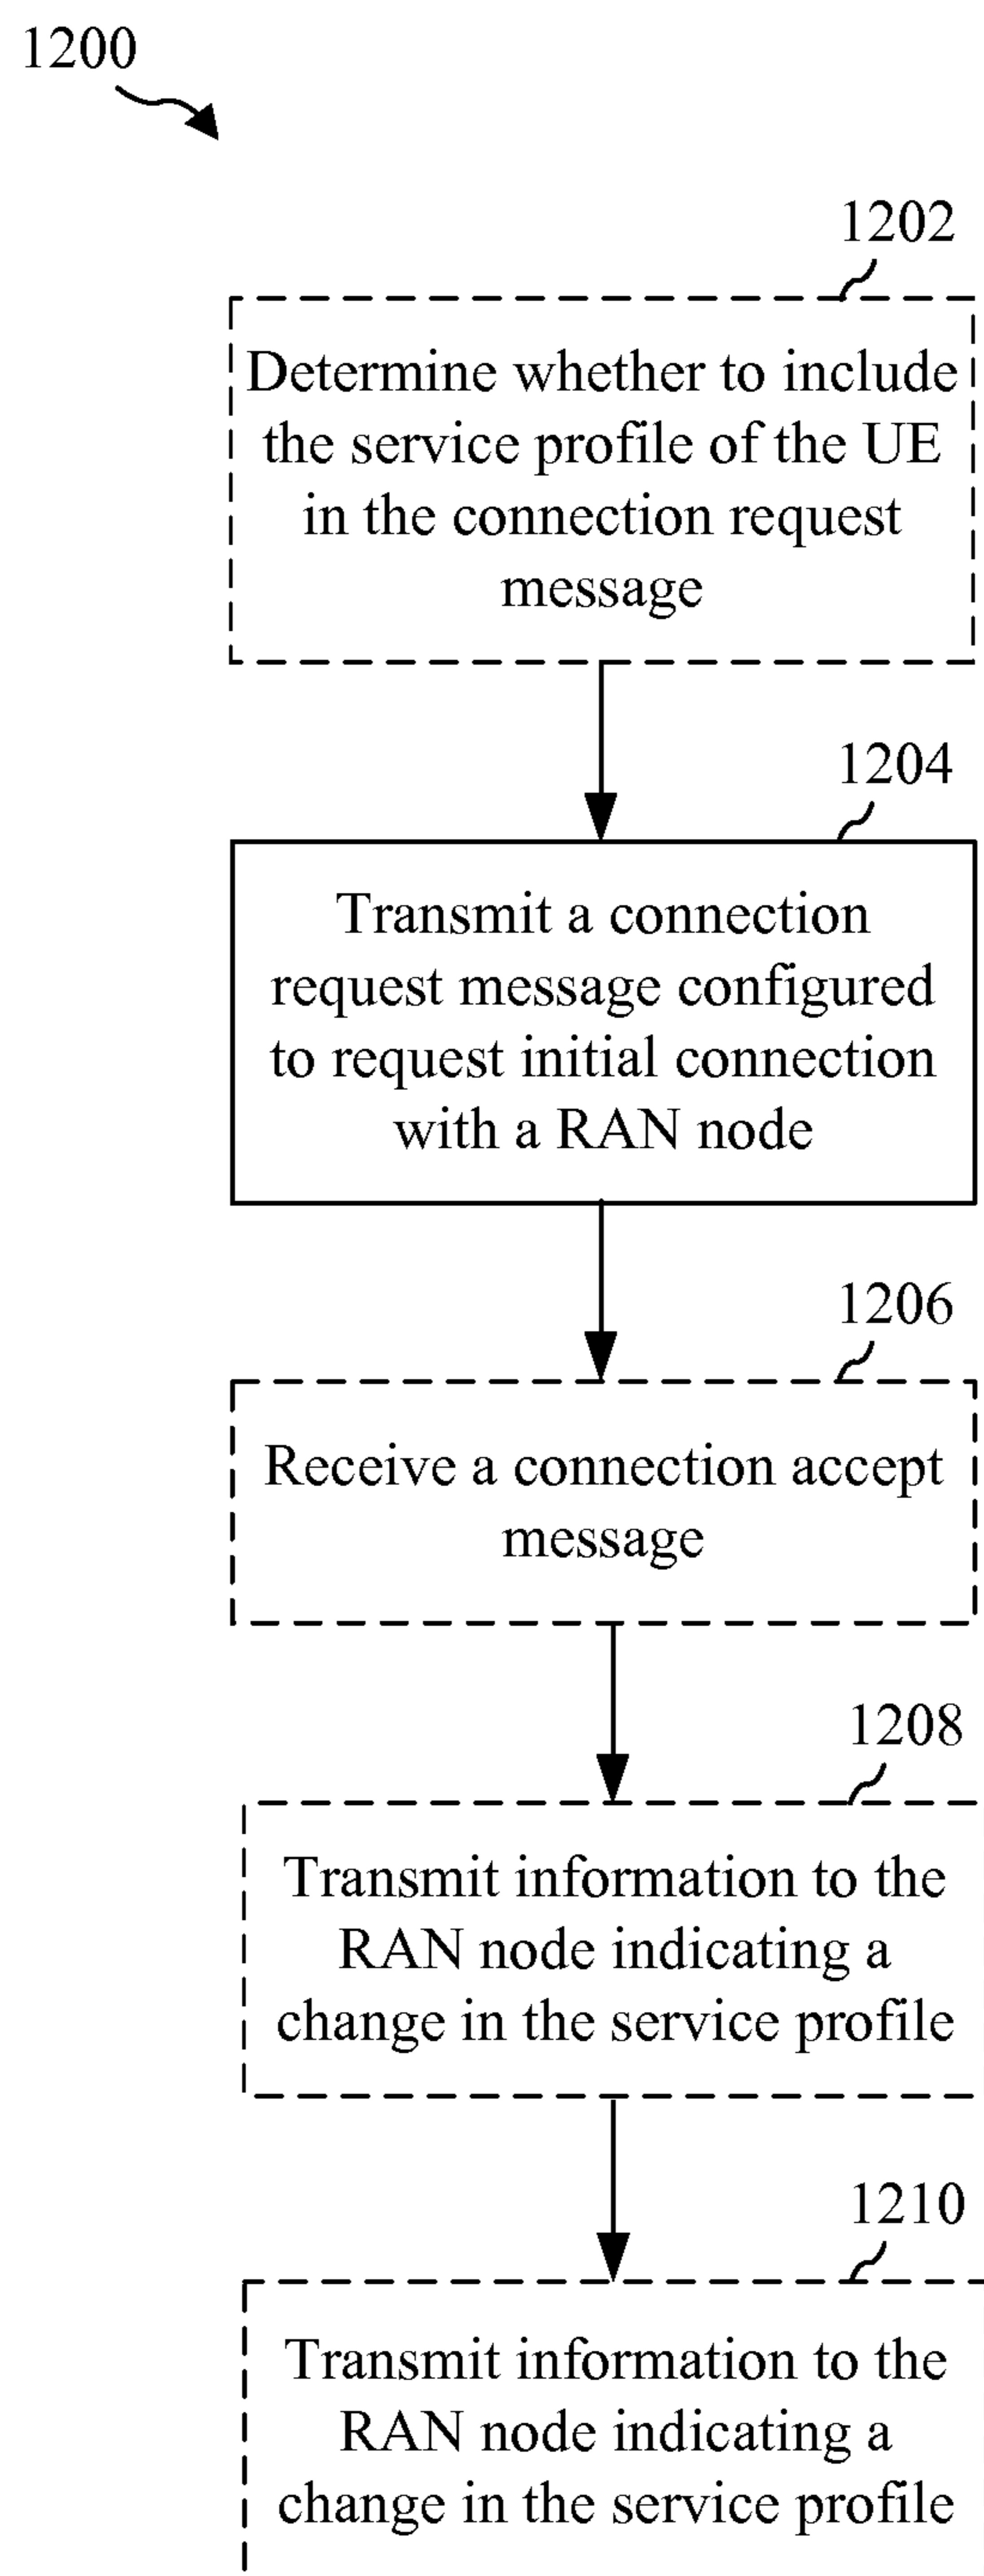 1200
1202
Determine whether to include
the service profile of the UE
in the connection request
message
1204
Transmit a connection
request message configured
to request initial connection
with a RAN node
1206
Receive a connection accept
message
1208
Transmit information to the
RAN node indicating a
change in the service profile
1210
Transmit information to the
RAN node indicating a
change in the service profile